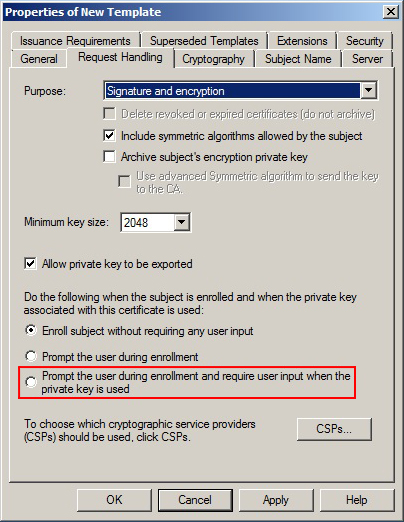 Properties of New Template
Issuance Requirements Superseded Templates Extensions Security
General Request Handling Cryptography Subject Name Server
Purpose: Signature and encryption
Delete revoked or expired certificates (do not archive)
Include symmetric algorithms allowed by the subject
Archive subject's encryption private key
Use advanced Symmetric algorithm to send the key
to the CA.
Minimum key size: 2048
Allow private key to be exported
Do the following when the subject is enrolled and when the private key
associated with this certificate is used:
Enroll subject without requiring any user input
Prompt the user during enrollment
Prompt the user during enrollment and require user input when the
private key is used
To choose which cryptographic service providers
(CSPs) should be used, click CSPs.
CSPs...
OK Cancel Apply Help